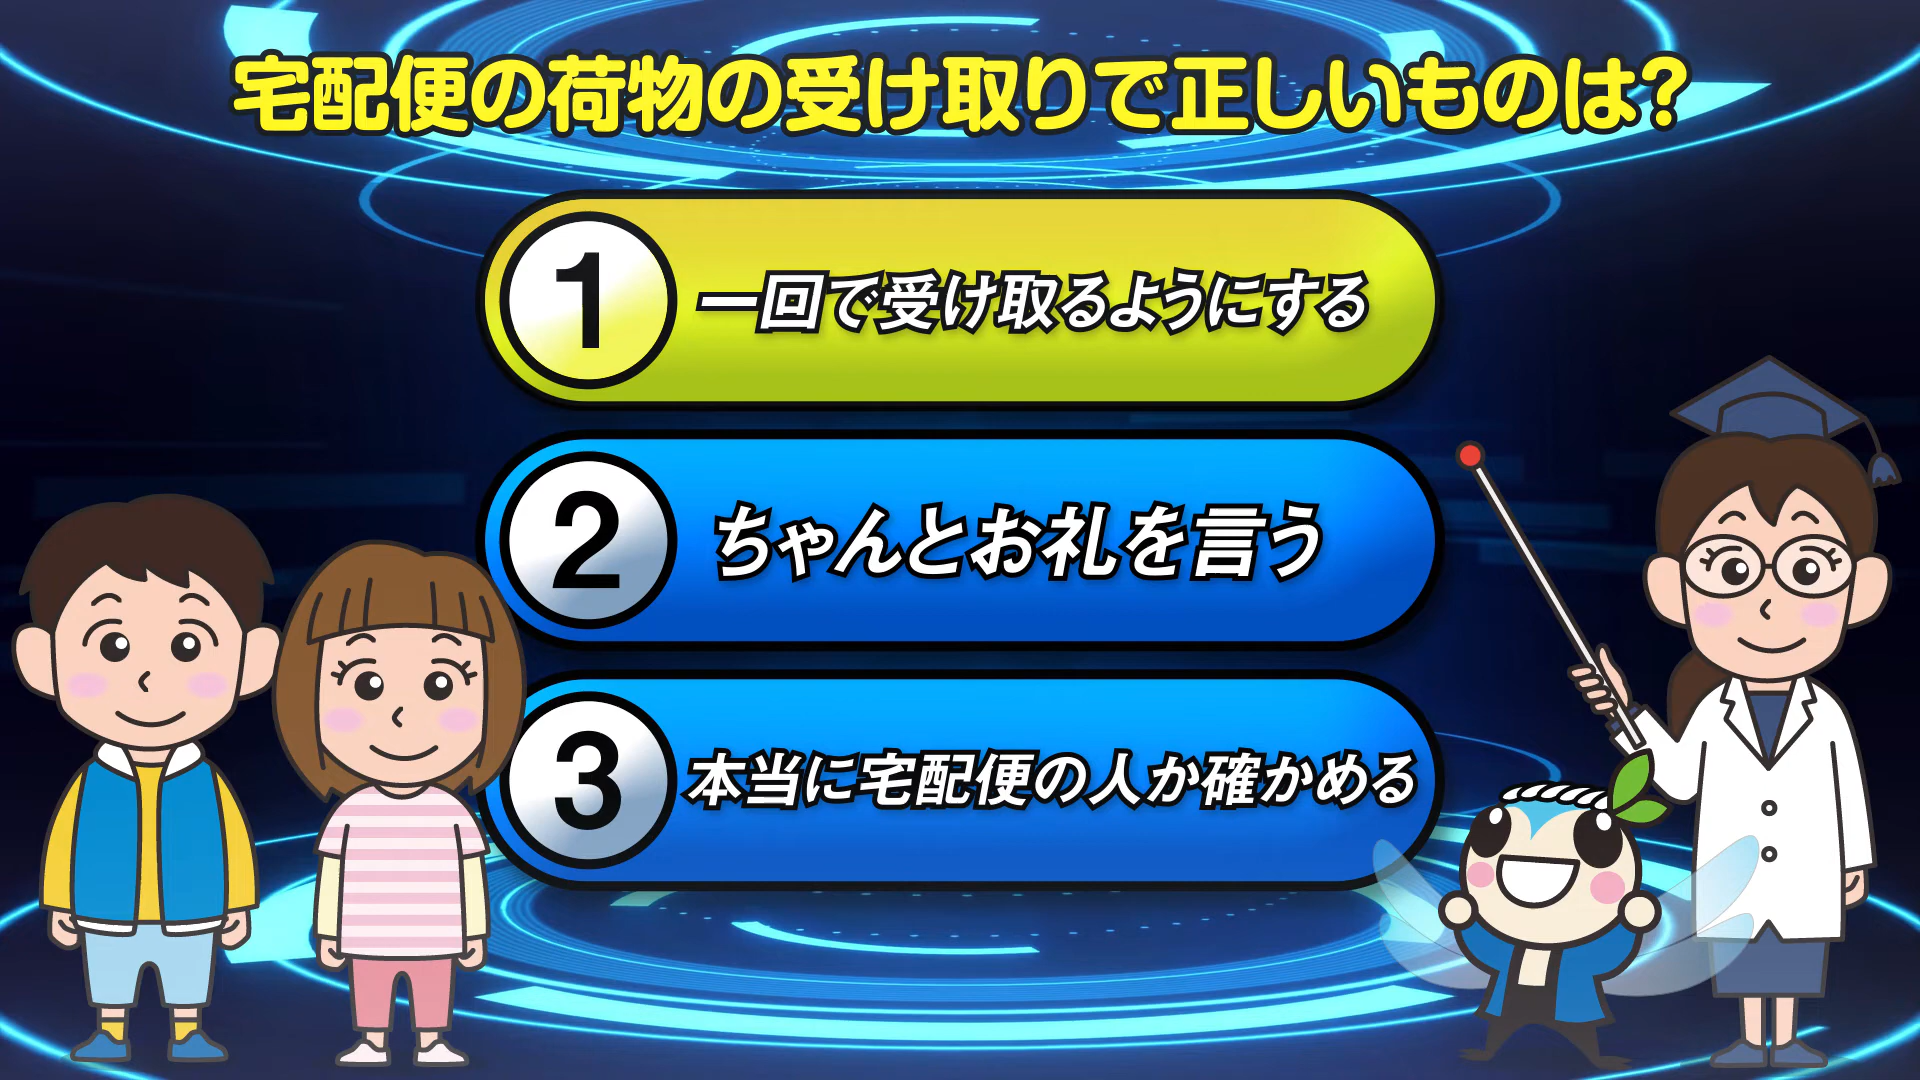 宅配便の荷物の受け取りで正しいものは?
1 一回で受け取るようにする
2 ちゃんとお礼を言う
3 本当に宅配便の人か確かめる